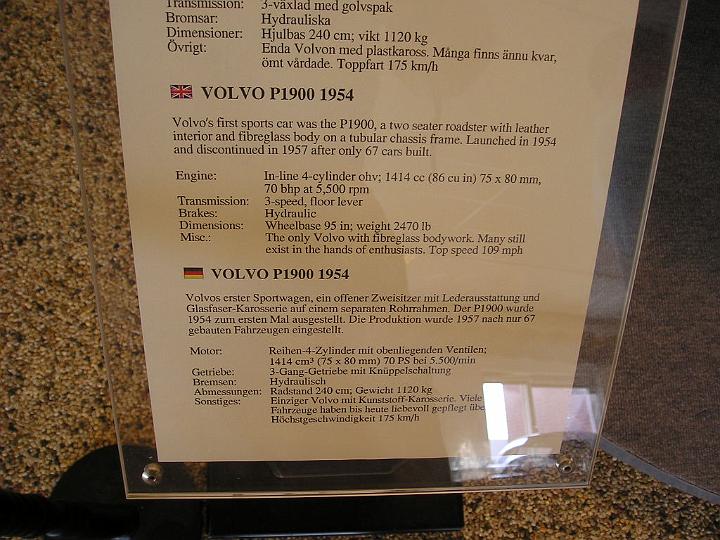 Transmission: 3-växlad med golvspak
Bromsar: Hydrauliska
Dimensioner: Hjulbas 240 cm; vikt 1120 kg
Övrigt: Enda Volvon med plastkaross. Många finns ännu kvar,
ömt vårdade. Toppfart 175 km/h
VOLVO P1900 1954
Volvo's first sports car was the P1900, a two seater roadster with leather
interior and fibreglass body on a tubular chassis frame. Launched in 1954
and discontinued in 1957 after only 67 cars built.
Engine: In-line 4-cylinder ohv; 1414 cc (86 cu in) 75 x 80 mm,
70 bhp at 5,500 rpm
Transmission: 3-speed, floor lever
Brakes: Hydraulic
Dimensions: Wheelbase 95 in; weight 2470 lb
Misc.: The only Volvo with fibreglass bodywork. Many still
exist in the hands of enthusiasts. Top speed 109 mph
VOLVO P1900 1954
Volvos erster Sportwagen, ein offener Zweisitzer mit Lederausstattung und
Glasfaser-Karosserie auf einem separaten Rohrrahmen. Der P1900 wurde
1954 zum ersten Mal ausgestellt. Die Produktion wurde 1957 nach nur 67
gebauten Fahrzeugen eingestellt.
Motor: Reihen-4-Zylinder mit obenliegenden Ventilen;
1414 cm³ (75 x 80 mm) 70 PS bei 5.500/min
Getriebe: 3-Gang-Getriebe mit Knüppelschaltung
Bremsen: Hydraulisch
Abmessungen: Radstand 240 cm; Gewicht 1120 kg
Sonstiges: Einziger Volvo mit Kunststoff-Karosserie. Viele
Fahrzeuge haben bis heute liebevoll gepflegt
Höchstgeschwindigkeit 175 km/h